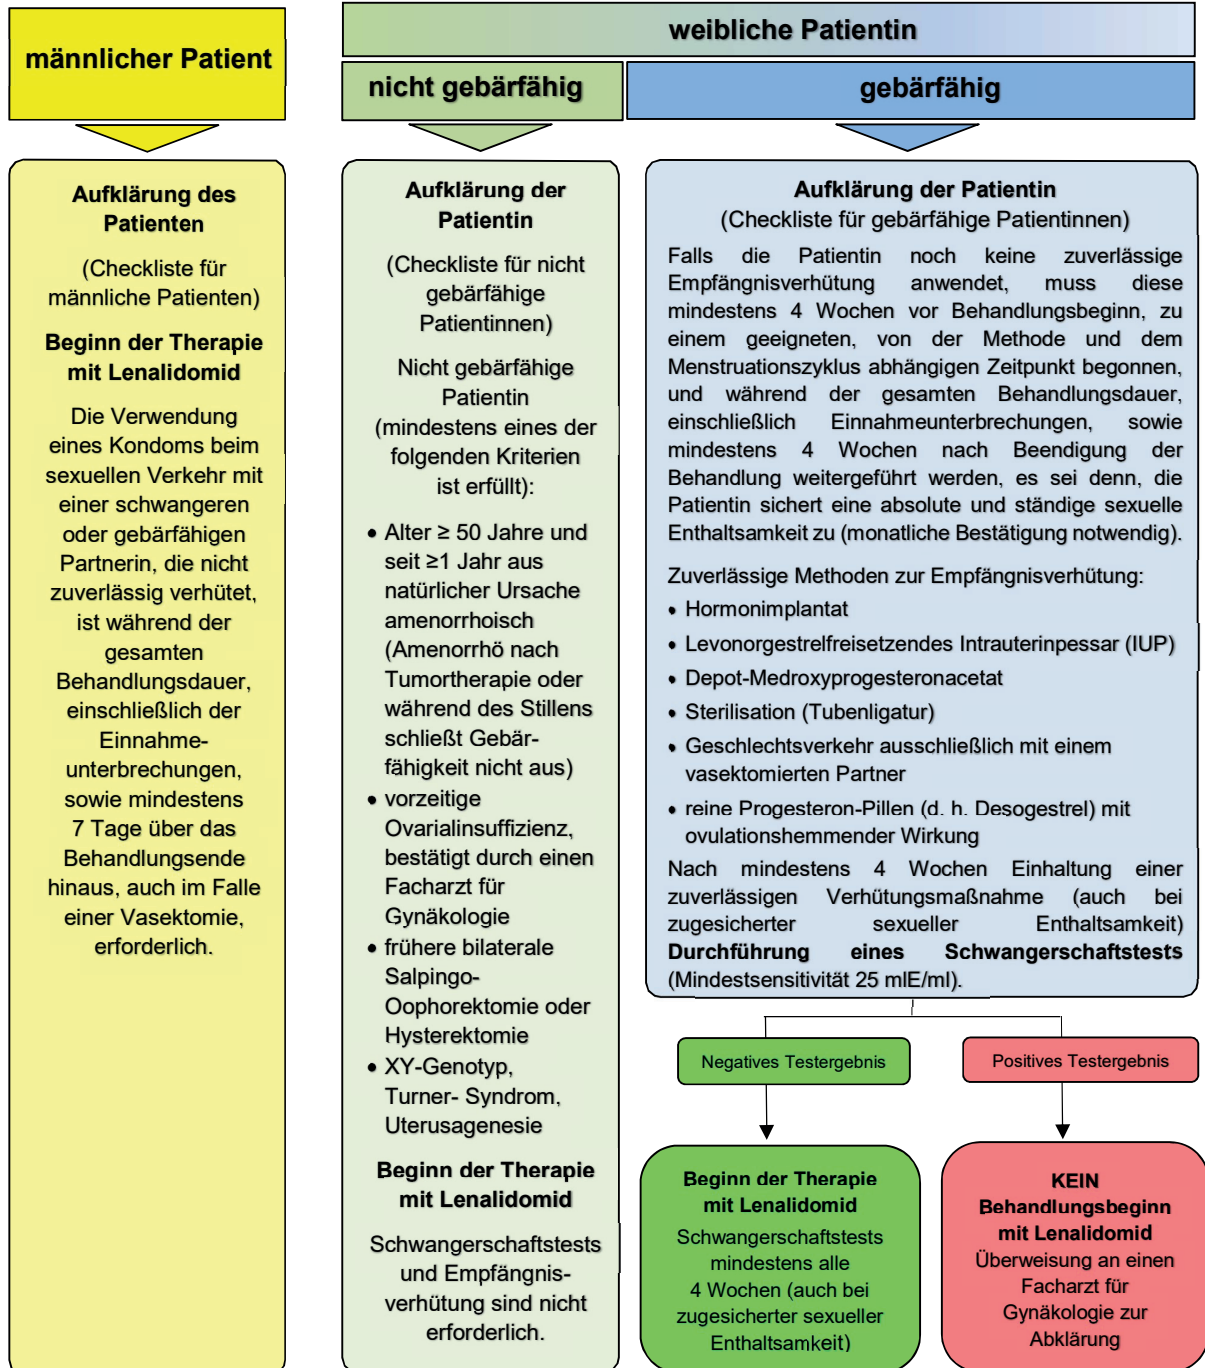 männlicher Patient
Aufklärung des
Patienten
(Checkliste für
männliche Patienten)
Beginn der Therapie
mit Lenalidomid
Die Verwendung
eines Kondoms beim
sexuellen Verkehr mit
einer schwangeren
oder gebärfähigen
Partnerin, die nicht
zuverlässig verhütet,
ist während der
gesamten
Behandlungsdauer,
einschließlich der
Einnahme-
unterbrechungen,
sowie mindestens
7 Tage über das
Behandlungsende
hinaus, auch im Falle
einer Vasektomie,
erforderlich.
weibliche Patientin
nicht gebärfähig
Aufklärung der
Patientin
(Checkliste für nicht
gebärfähige
Patientinnen)
Nicht gebärfähige
Patientin
(mindestens eines der
folgenden Kriterien
ist erfüllt):
• Alter ≥ 50 Jahre und
seit ≥1 Jahr aus
natürlicher Ursache
amenorrhoisch
(Amenorrhö nach
Tumortherapie oder
während des Stillens
schließt Gebär-
fähigkeit nicht aus)
• vorzeitige
Ovarialinsuffizienz,
bestätigt durch einen
Facharzt für
Gynäkologie
• frühere bilaterale
Salpingo-
Oophorektomie oder
Hysterektomie
• XY-Genotyp,
Turner- Syndrom,
Uterusagenesie
Beginn der Therapie
mit Lenalidomid
Schwangerschaftstests
und Empfängnis-
verhütung sind nicht
erforderlich.
gebärfähig
Aufklärung der Patientin
(Checkliste für gebärfähige Patientinnen)
Falls die Patientin noch keine zuverlässige
Empfängnisverhütung anwendet, muss diese
mindestens 4 Wochen vor Behandlungsbeginn, zu
einem geeigneten, von der Methode und dem
Menstruationszyklus abhängigen Zeitpunkt begonnen,
und während der gesamten Behandlungsdauer,
einschließlich Einnahmeunterbrechungen, sowie
mindestens 4 Wochen nach Beendigung der
Behandlung weitergeführt werden, es sei denn, die
Patientin sichert eine absolute und ständige sexuelle
Enthaltsamkeit zu (monatliche Bestätigung notwendig).
Zuverlässige Methoden zur Empfängnisverhütung:
• Hormonimplantat
• Levonorgestrelfreisetzendes Intrauterinpessar (IUP)
• Depot-Medroxyprogesteronacetat
• Sterilisation (Tubenligatur)
• Geschlechtsverkehr ausschließlich mit einem
vasektomierten Partner
• reine Progesteron-Pillen (d. h. Desogestrel) mit
ovulationshemmender Wirkung
Nach mindestens 4 Wochen Einhaltung einer
zuverlässigen Verhütungsmaßnahme (auch bei
zugesicherter sexueller Enthaltsamkeit)
Durchführung eines Schwangerschaftstests
(Mindestsensitivität 25 mIE/ml).
Negatives Testergebnis
Beginn der Therapie
mit Lenalidomid
Schwangerschaftstests
mindestens alle
4 Wochen (auch bei
zugesicherter sexueller
Enthaltsamkeit)
Positives Testergebnis
KEIN
Behandlungsbeginn
mit Lenalidomid
Überweisung an einen
Facharzt für
Gynäkologie zur
Abklärung